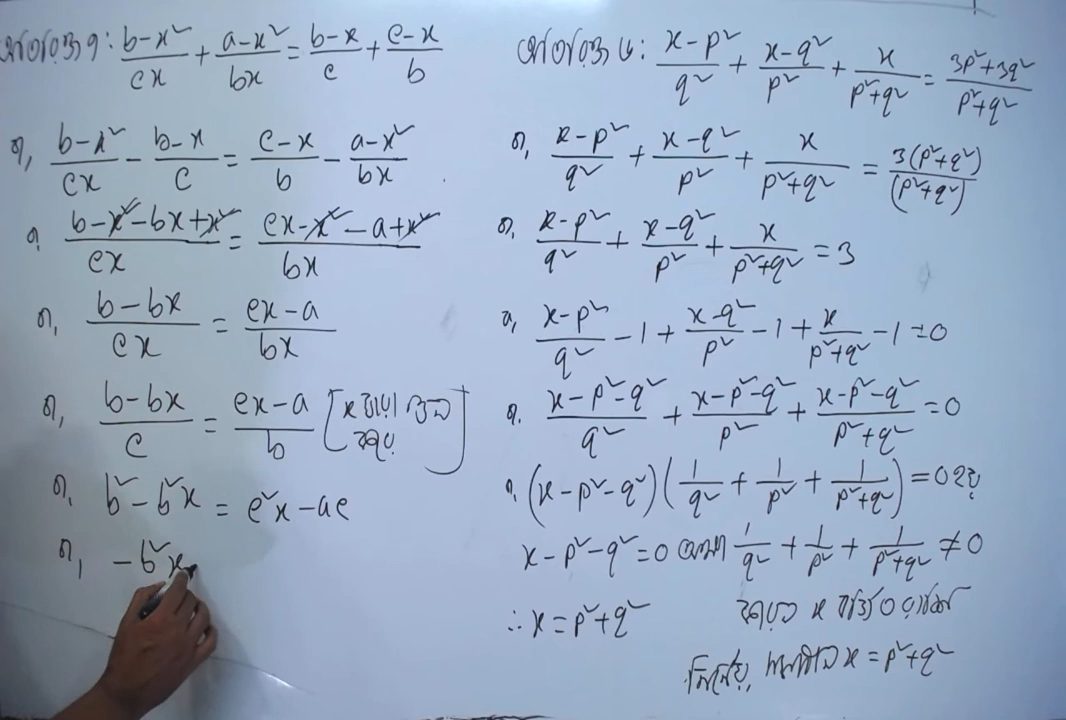 : (b-x²)/(cx) + (a-x²)/(bx) = (b-x)/c + (c-x)/b
বা, (b-x²)/(cx) - (b-x)/c = (c-x)/b - (a-x²)/(bx)
বা, (b-x²-bx+x²)/(cx) = (cx-x²-a+x²)/(bx)
বা, (b-bx)/(cx) = (cx-a)/(bx)
বা, (b-bx)/c = (cx-a)/b [x দ্বারা গুণ
বা, b²-b²x = c²x-ac
বা, -b²x
: (x-p²)/q² + (x-q²)/p² + x/(p²+q²) = (3p²+3q²)/(p²+q²)
বা, (x-p²)/q² + (x-q²)/p² + x/(p²+q²) = 3(p²+q²)/(p²+q²)
বা, (x-p²)/q² + (x-q²)/p² + x/(p²+q²) = 3
বা, (x-p²)/q² - 1 + (x-q²)/p² - 1 + x/(p²+q²) - 1 = 0
বা, (x-p²-q²)/q² + (x-p²-q²)/p² + (x-p²-q²)/(p²+q²) = 0
বা, (x-p²-q²)(1/q² + 1/p² + 1/(p²+q²)) = 0
x-p²-q² = 0 1/q² + 1/p² + 1/(p²+q²) ≠ 0
∴ x = p²+q²
নির্ণেয়, সমাধান x = p²+q²